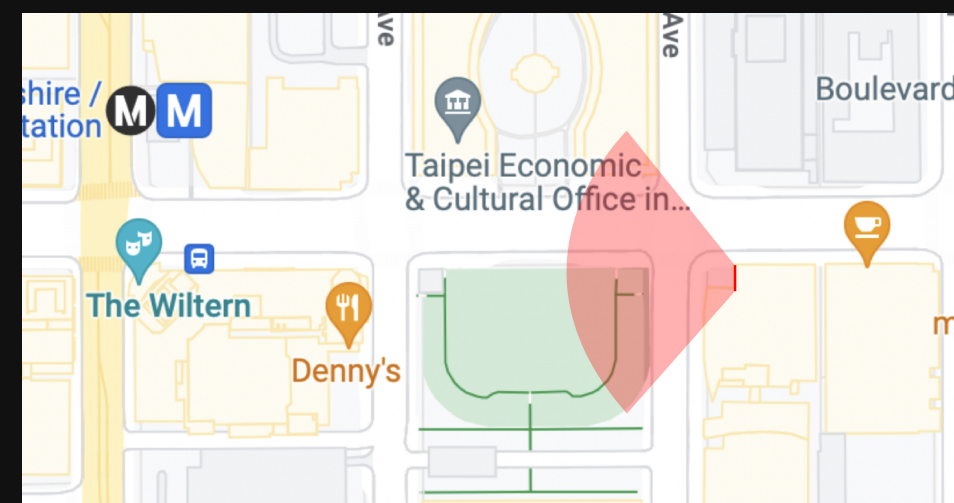 Ave
Ave
shire /
tation
M
M
Boulevard
Taipei Economic
& Cultural Office in...
The Wiltern
Denny's
m